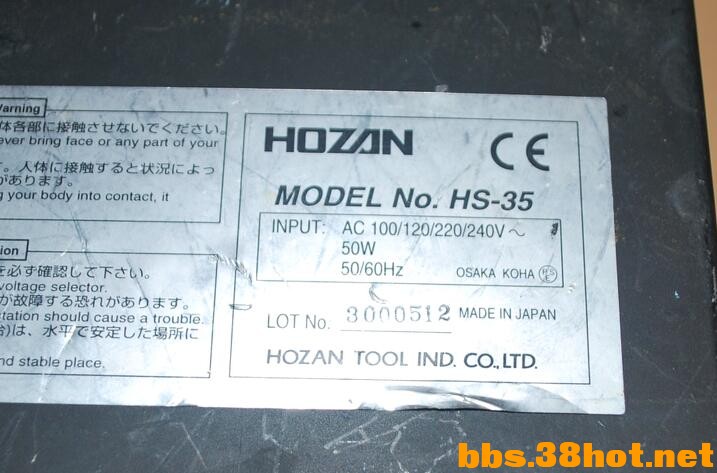 Warning
体各部に接触させないでください。
ever bring face or any part of your
す。人体に接触すると状況によっ
があります。
ng your body into contact, it
HOZAN
CE
MODEL No. HS-35
INPUT: AC 100/120/220/240V～
50W
50/60Hz
OSAKA KOHA
LOT No. 3000512 MADE IN JAPAN
HOZAN TOOL IND. CO.,LTD.
tion
を必ず確認して下さい。
voltage selector.
が故障する恐れがあります。
ctation should cause a trouble.
台)は、水平で安定した場所に
nd stable place.
bbs.38hot.net